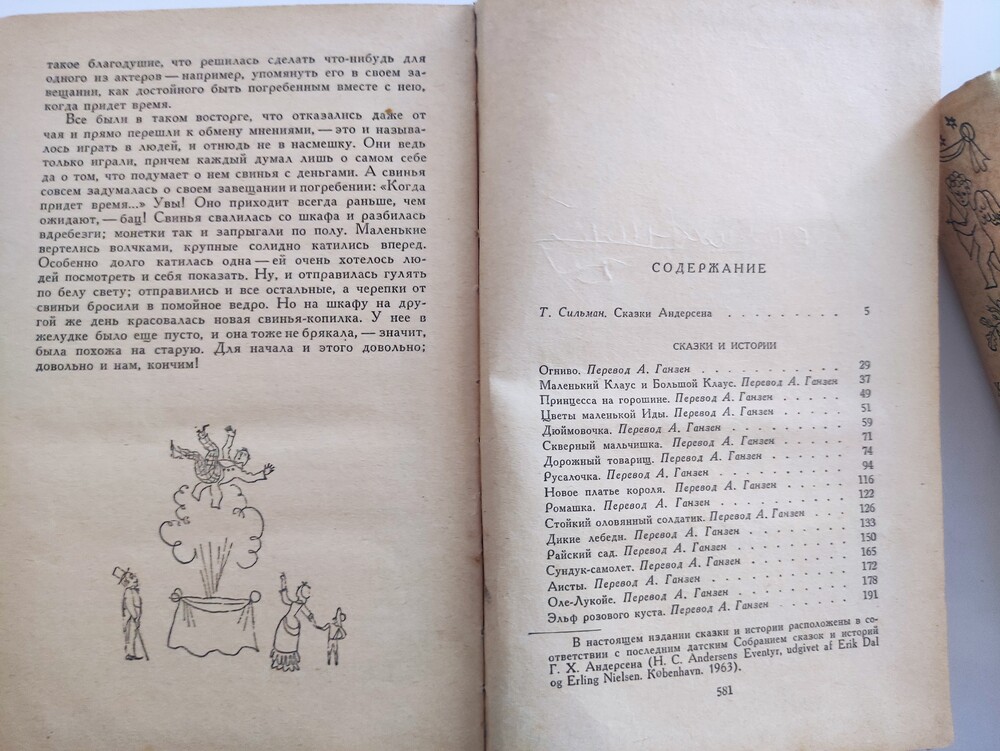 такое благодушие, что решилась сделать что-нибудь для
одного из актеров — например, упомянуть его в своем за-
вещании, как достойного быть погребенным вместе с нею,
когда придет время.
Все были в таком восторге, что отказались даже от
чая и прямо перешли к обмену мнениями, — это и называ-
лось играть в людей, и отнюдь не в насмешку. Они ведь
только играли, причем каждый думал лишь о самом себе
да о том, что подумает о нем свинья с деньгами. А свинья
совсем задумалась о своем завещании и погребении: «Когда
придет время...» Увы! Оно приходит всегда раньше, чем
ожидают, — бац! Свинья свалилась со шкафа и разбилась
вдребезги; монетки так и запрыгали по полу. Маленькие
вертелись волчками, крупные солидно катились вперед.
Особенно долго катилась одна — ей очень хотелось лю-
дей посмотреть и себя показать. Ну, и отправилась гулять
по белу свету; отправились и все остальные, а черепки от
свиньи бросили в помойное ведро. Но на шкафу на дру-
гой же день красовалась новая свинья-копилка. У нее в
желудке было еще пусто, и она тоже не брякала, — значит,
была похожа на старую. Для начала и этого довольно;
довольно и нам, кончим!
СОДЕРЖАНИЕ
Т. Сильман. Сказки Андерсена . . . . . . . . . 5
СКАЗКИ И ИСТОРИИ
Огниво. Перевод А. Ганзен . . . . . . . . . . 29
Маленький Клаус и Большой Клаус. Перевод А. Ганзен 37
Принцесса на горошине. Перевод А. Ганзен . . . . . 49
Цветы маленькой Иды. Перевод А. Ганзен . . . . . 51
Дюймовочка. Перевод А. Ганзен . . . . . . . . 59
Скверный мальчишка. Перевод А. Ганзен . . . . . 71
Дорожный товарищ. Перевод А. Ганзен . . . . . . 74
Русалочка. Перевод А. Ганзен . . . . . . . . . 94
Новое платье короля. Перевод А. Ганзен . . . . . 116
Ромашка. Перевод А. Ганзен . . . . . . . . . 122
Стойкий оловянный солдатик. Перевод А. Ганзен . . . 126
Дикие лебеди. Перевод А. Ганзен . . . . . . . 133
Райский сад. Перевод А. Ганзен . . . . . . . . 150
Сундук-самолет. Перевод А. Ганзен . . . . . . . 165
Аисты. Перевод А. Ганзен . . . . . . . . . . 172
Оле-Лукойе. Перевод А. Ганзен . . . . . . . . 178
Эльф розового куста. Перевод А. Ганзен . . . . . 191
В настоящем издании сказки и истории расположены в со-
ответствии с последним датским Собранием сказок и историй
Г. Х. Андерсена (H. C. Andersens Eventyr, udgivet af Erik Dal
og Erling Nielsen. Kobenhavn. 1963).
581